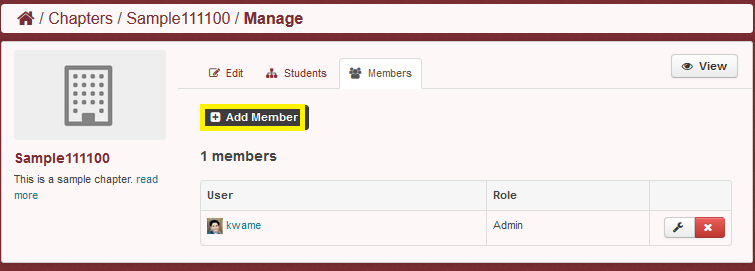 / Chapters / Sample111100 / Manage
Edit
Students
Members
View
Add Member
Sample111100
This is a sample chapter. read
more
1 members
User
Role
kwame
Admin